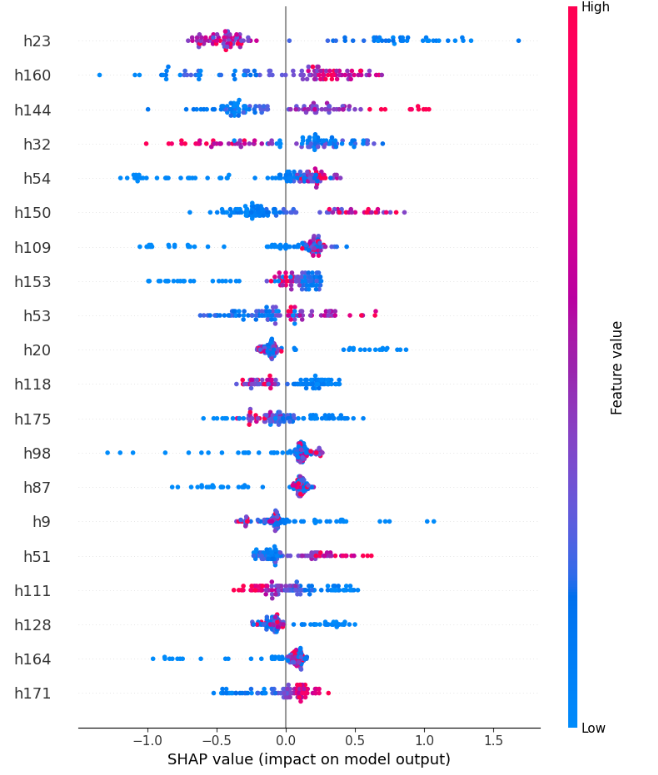 High
h23
h160
h144
h32
h54
h150
h109
h153
h53
h20
h118
h175
h98
h87
h9
h51
h111
h128
h164
h171
Feature value
Low
−1.0 −0.5 0.0 0.5 1.0 1.5
SHAP value (impact on model output)